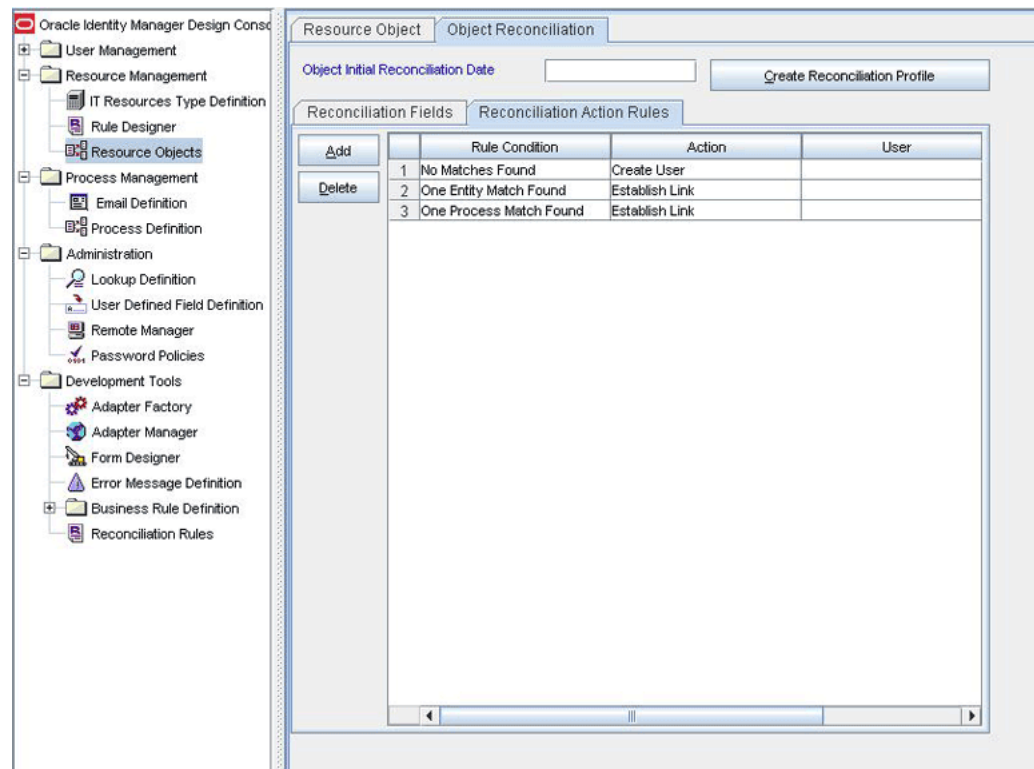 Oracle Identity Manager Design Consc
User Management
Resource Management
IT Resources Type Definition
Rule Designer
Resource Objects
Process Management
Email Definition
Process Definition
Administration
Lookup Definition
User Defined Field Definition
Remote Manager
Password Policies
Development Tools
Adapter Factory
Adapter Manager
Form Designer
Error Message Definition
Business Rule Definition
Reconciliation Rules
Resource Object Object Reconciliation
Object Initial Reconciliation Date Create Reconciliation Profile
Reconciliation Fields Reconciliation Action Rules
Add
Delete
Rule Condition Action User
1 No Matches Found Create User
2 One Entity Match Found Establish Link
3 One Process Match Found Establish Link